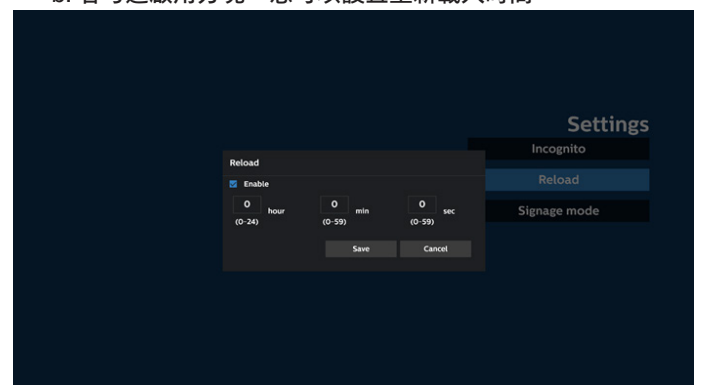 Settings
Incognito
Reload
Signage mode
Reload
Enable
0 hour 0 min 0 sec
(0-24) (0-59) (0-59)
Save Cancel